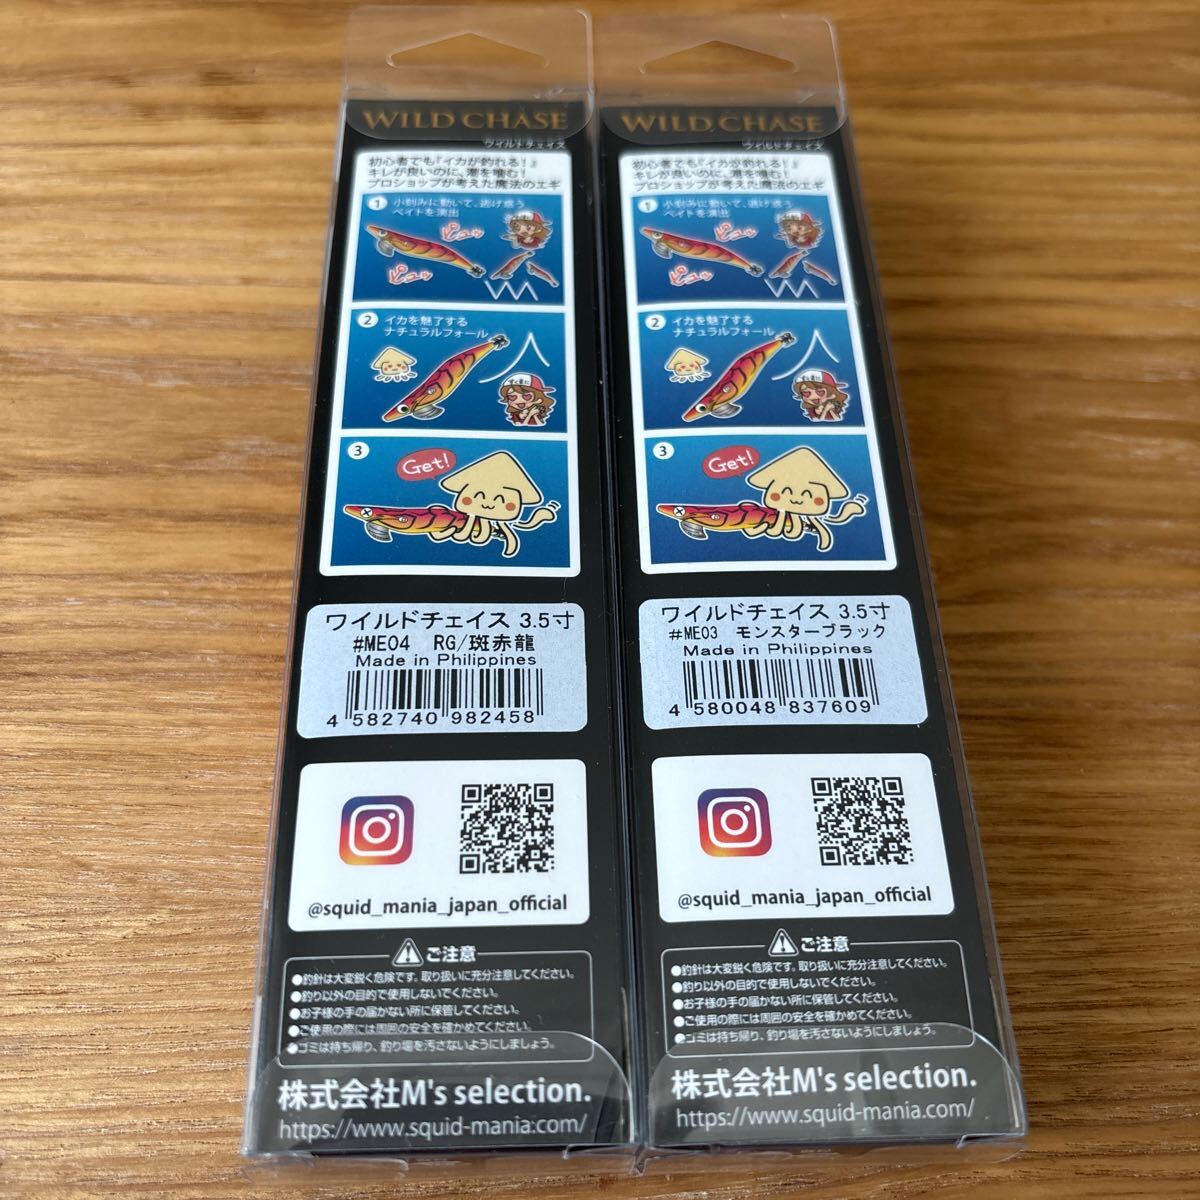 WILD CHASE
ワイルドチェイス
初心者でも『イカが釣れる!』
キレが良いのに、潮を噛む!
プロショップが考えた魔法のエギ
1 小刻みに動いて、逃げ惑う
ベイトを演出
ピュッ
ピュッ
2 イカを魅了する
ナチュラルフォール
3
Get!
ワイルドチェイス 3.5寸
#ME04 RG/斑赤龍
Made in Philippines
4 582740 982458
@squid_mania_japan_official
ご注意
●釣針は大変鋭く危険です。取り扱いに充分注意してください。
●釣り以外の目的で使用しないでください。
●お子様の手の届かない所に保管してください。
●ご使用の際には周囲の安全を確かめてください。
●ゴミは持ち帰り、釣り場を汚さないようにしましょう。
株式会社M's selection.
https://www.squid-mania.com/
WILD CHASE
ワイルドチェイス
初心者でも『イカが釣れる!』
キレが良いのに、潮を噛む!
プロショップが考えた魔法のエギ
1 小刻みに動いて、逃げ惑う
ベイトを演出
ピュッ
ピュッ
2 イカを魅了する
ナチュラルフォール
3
Get!
ワイルドチェイス 3.5寸
#ME03 モンスターブラック
Made in Philippines
4 580048 837609
@squid_mania_japan_official
ご注意
●釣針は大変鋭く危険です。取り扱いに充分注意してください。
●釣り以外の目的で使用しないでください。
●お子様の手の届かない所に保管してください。
●ご使用の際には周囲の安全を確かめてください。
●ゴミは持ち帰り、釣り場を汚さないようにしましょう。
株式会社M's selection.
https://www.squid-mania.com/